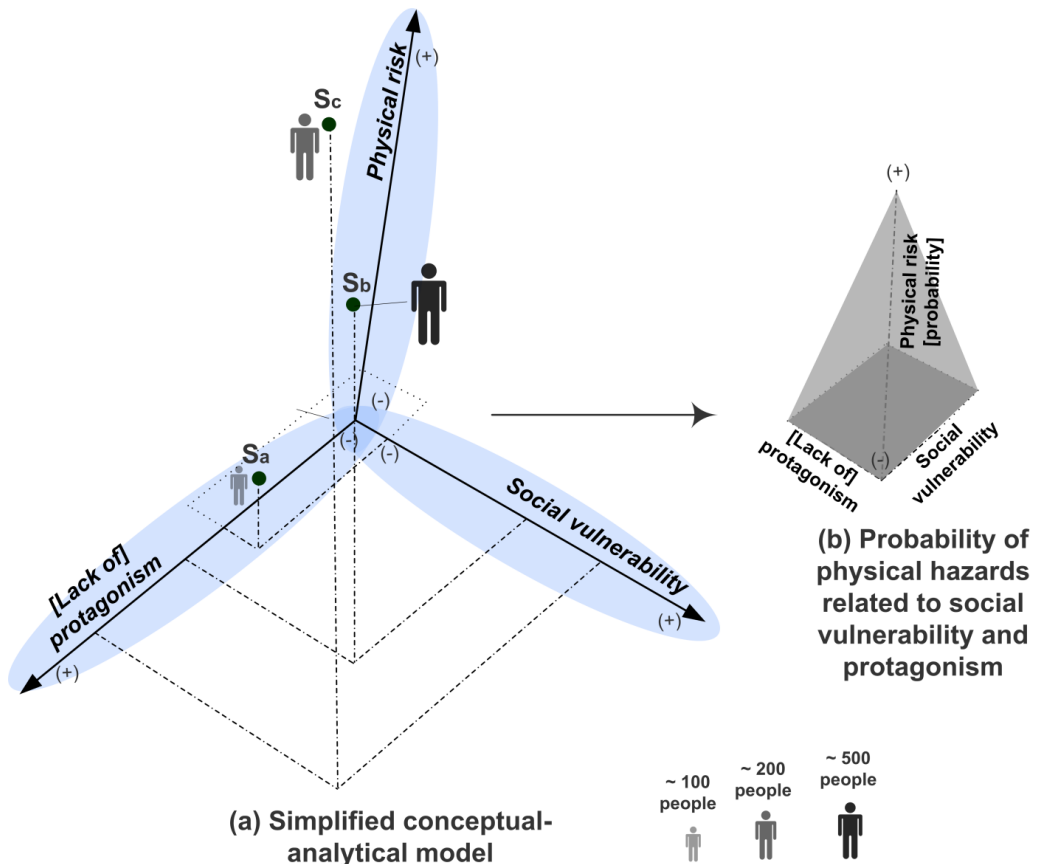 (+)
Physical risk
Sc
Sb
(-)
(-)
(-)
Sa
[Lack of]
protagonism
(+)
Social vulnerability
(+)
(a) Simplified conceptual-
analytical model
(+)
Physical risk
[probability]
(-)
[Lack of]
protagonism
Social
vulnerability
(b) Probability of
physical hazards
related to social
vulnerability and
protagonism
~ 100
people
~ 200
people
~ 500
people